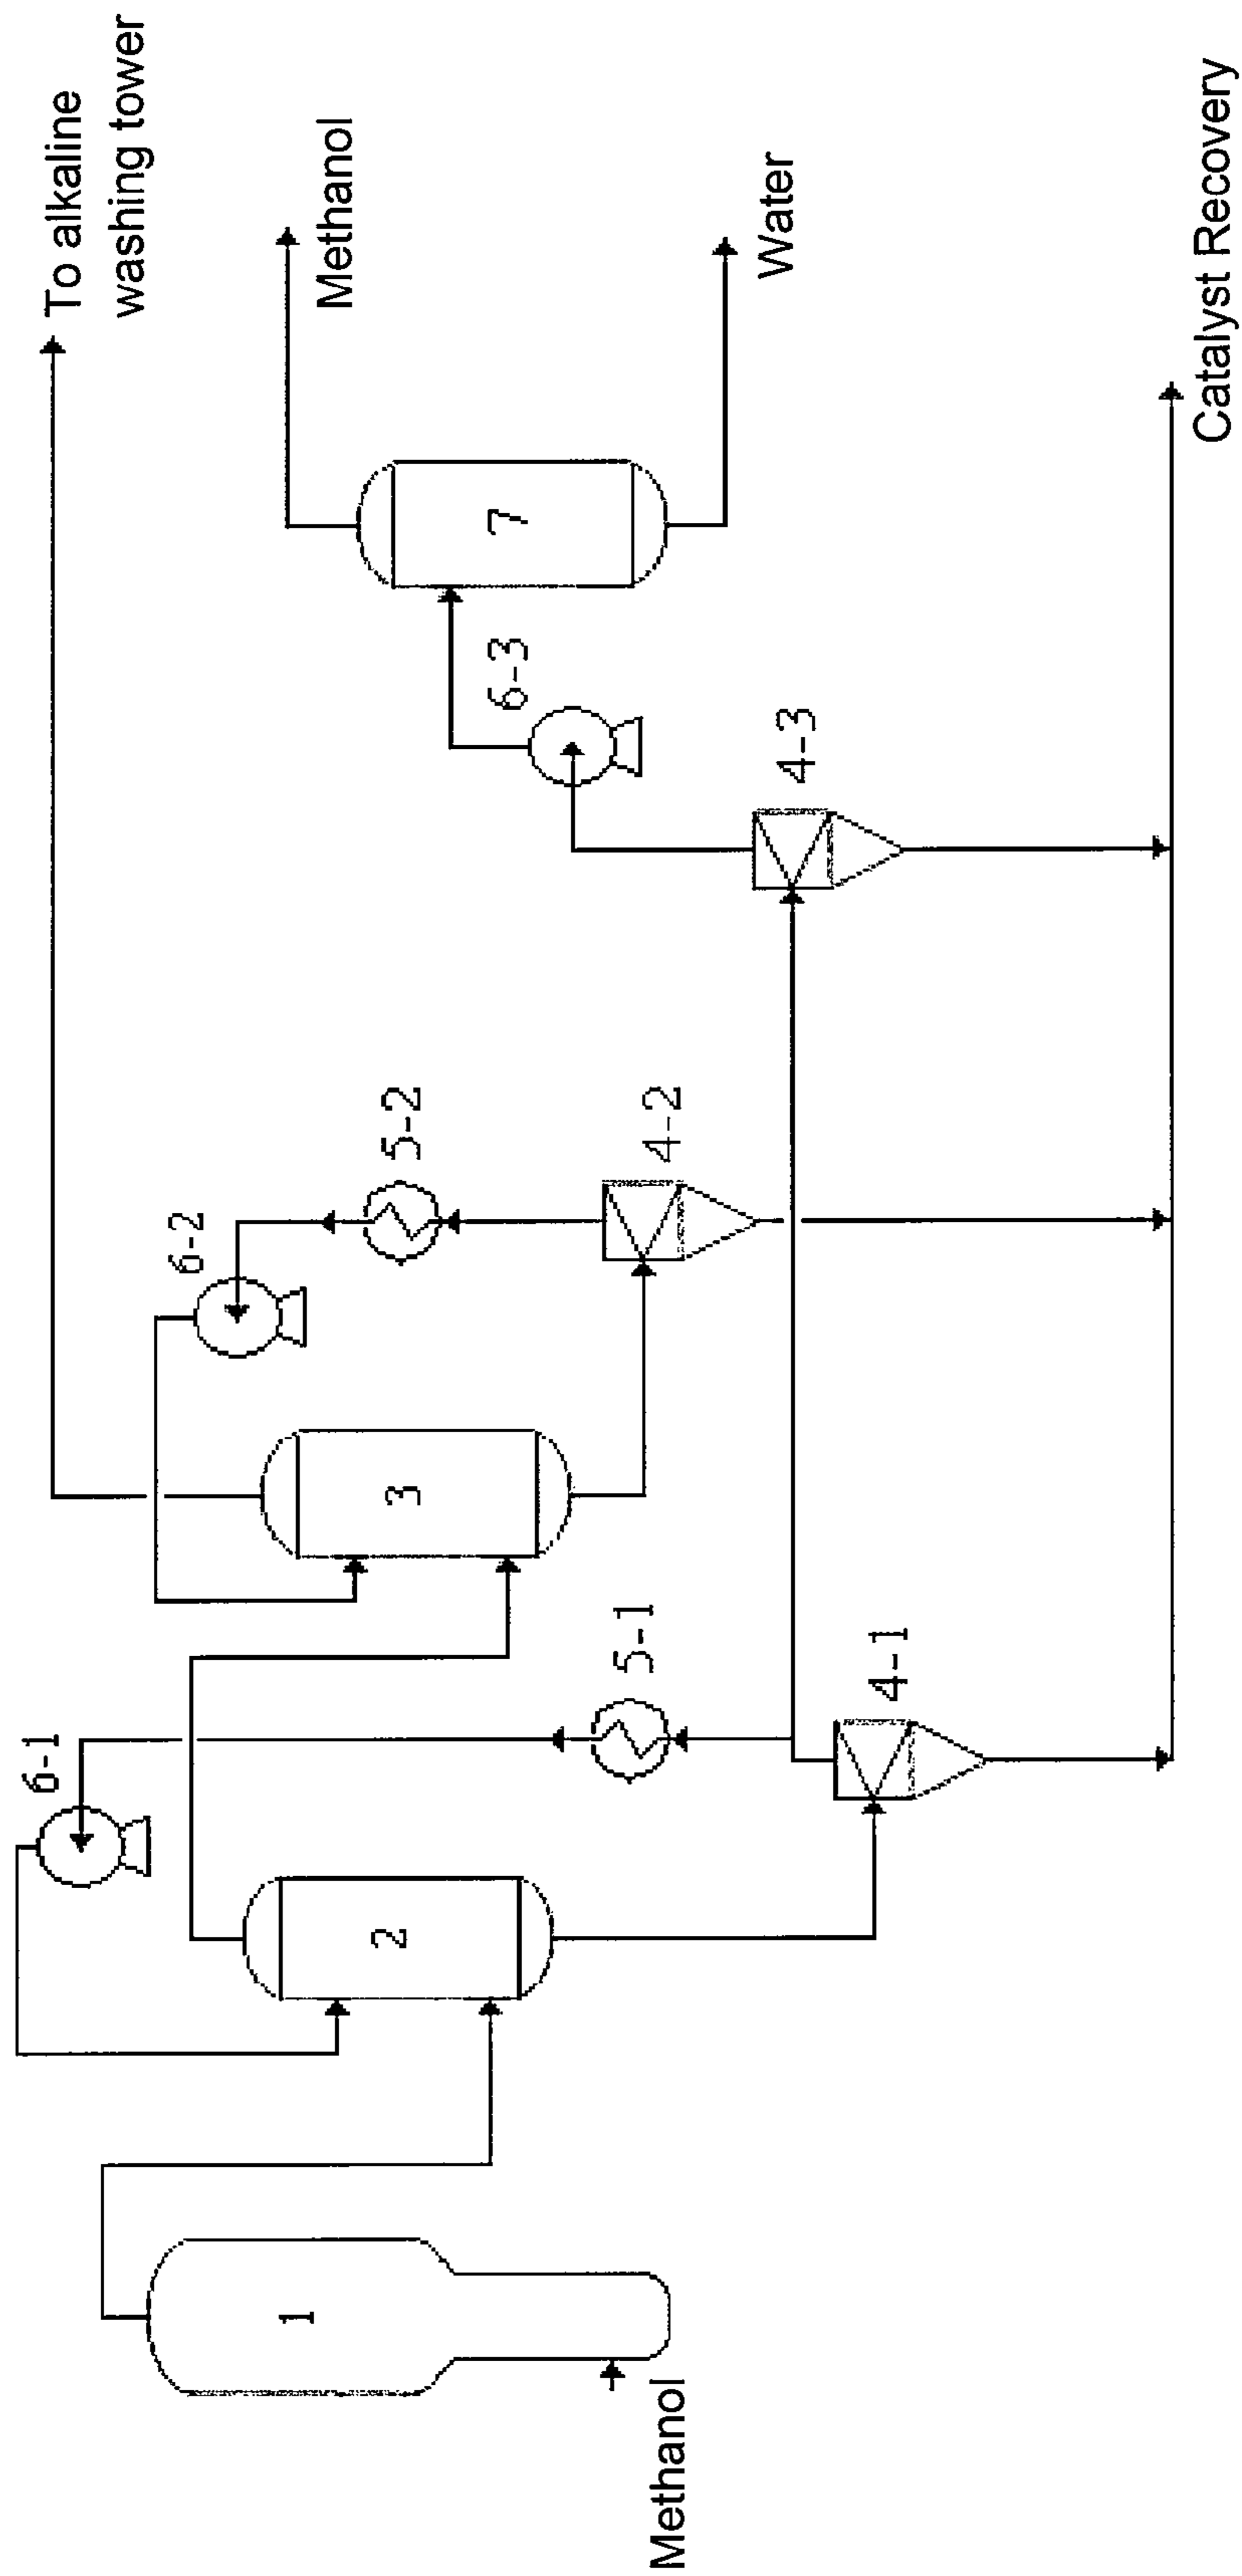 To alkaline
washing tower
Methanol
Water
Catalyst Recovery
6-1
6-2
5-2
5-1
4-1
4-2
4-3
6-3
1
2
3
7
Methanol